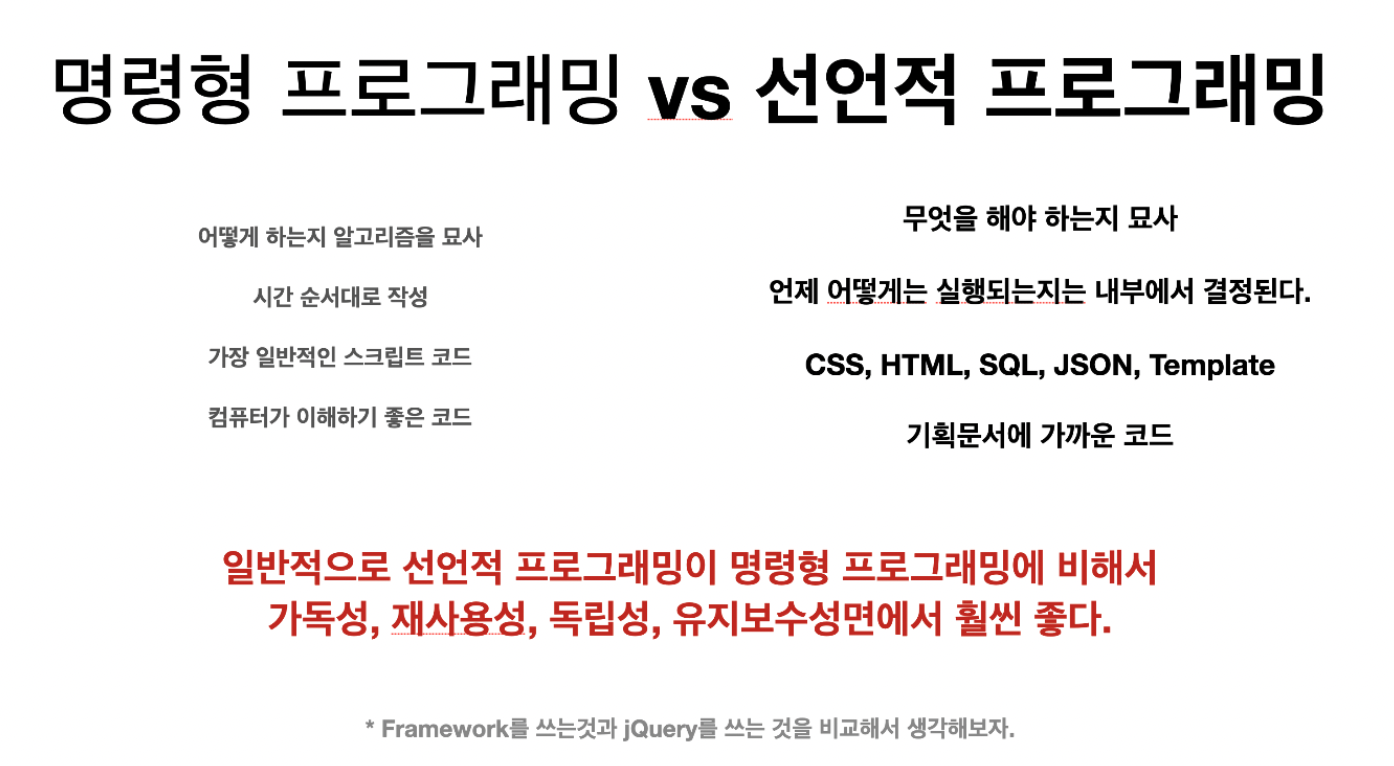 명령형 프로그래밍 vs 선언적 프로그래밍
어떻게 하는지 알고리즘을 묘사
시간 순서대로 작성
가장 일반적인 스크립트 코드
컴퓨터가 이해하기 좋은 코드
무엇을 해야 하는지 묘사
언제 어떻게는 실행되는지는 내부에서 결정된다.
CSS, HTML, SQL, JSON, Template
기획문서에 가까운 코드
일반적으로 선언적 프로그래밍이 명령형 프로그래밍에 비해서
가독성, 재사용성, 독립성, 유지보수성면에서 훨씬 좋다.
* Framework를 쓰는것과 jQuery를 쓰는 것을 비교해서 생각해보자.